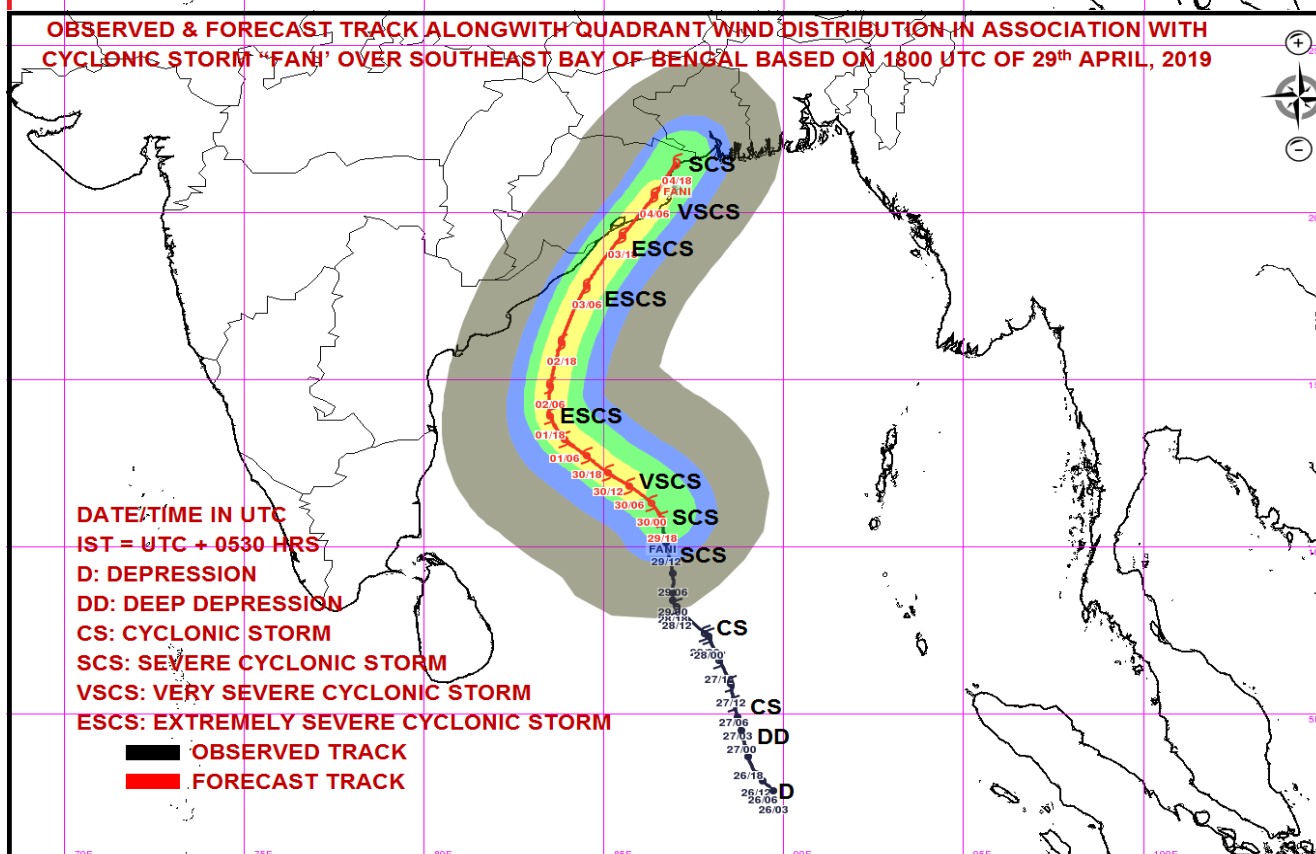 OBSERVED & FORECAST TRACK ALONGWITH QUADRANT WIND DISTRIBUTION IN ASSOCIATION WITH
CYCLONIC STORM “FANI’ OVER SOUTHEAST BAY OF BENGAL BASED ON 1800 UTC OF 29th APRIL, 2019
SCS
04/18
FANI
04/06
VSCS
03/18
ESCS
03/06
ESCS
02/18
02/06
ESCS
01/18
01/06
30/18
30/12
VSCS
30/06
30/00
SCS
29/18
FANI
29/12
SCS
29/06
29/00
28/18
28/12
CS
28/00
27/12
CS
27/06
27/03
DD
27/00
26/18
26/12
D
26/06
26/03
DATE/TIME IN UTC
IST = UTC + 0530 HRS
D: DEPRESSION
DD: DEEP DEPRESSION
CS: CYCLONIC STORM
SCS: SEVERE CYCLONIC STORM
VSCS: VERY SEVERE CYCLONIC STORM
ESCS: EXTREMELY SEVERE CYCLONIC STORM
OBSERVED TRACK
FORECAST TRACK